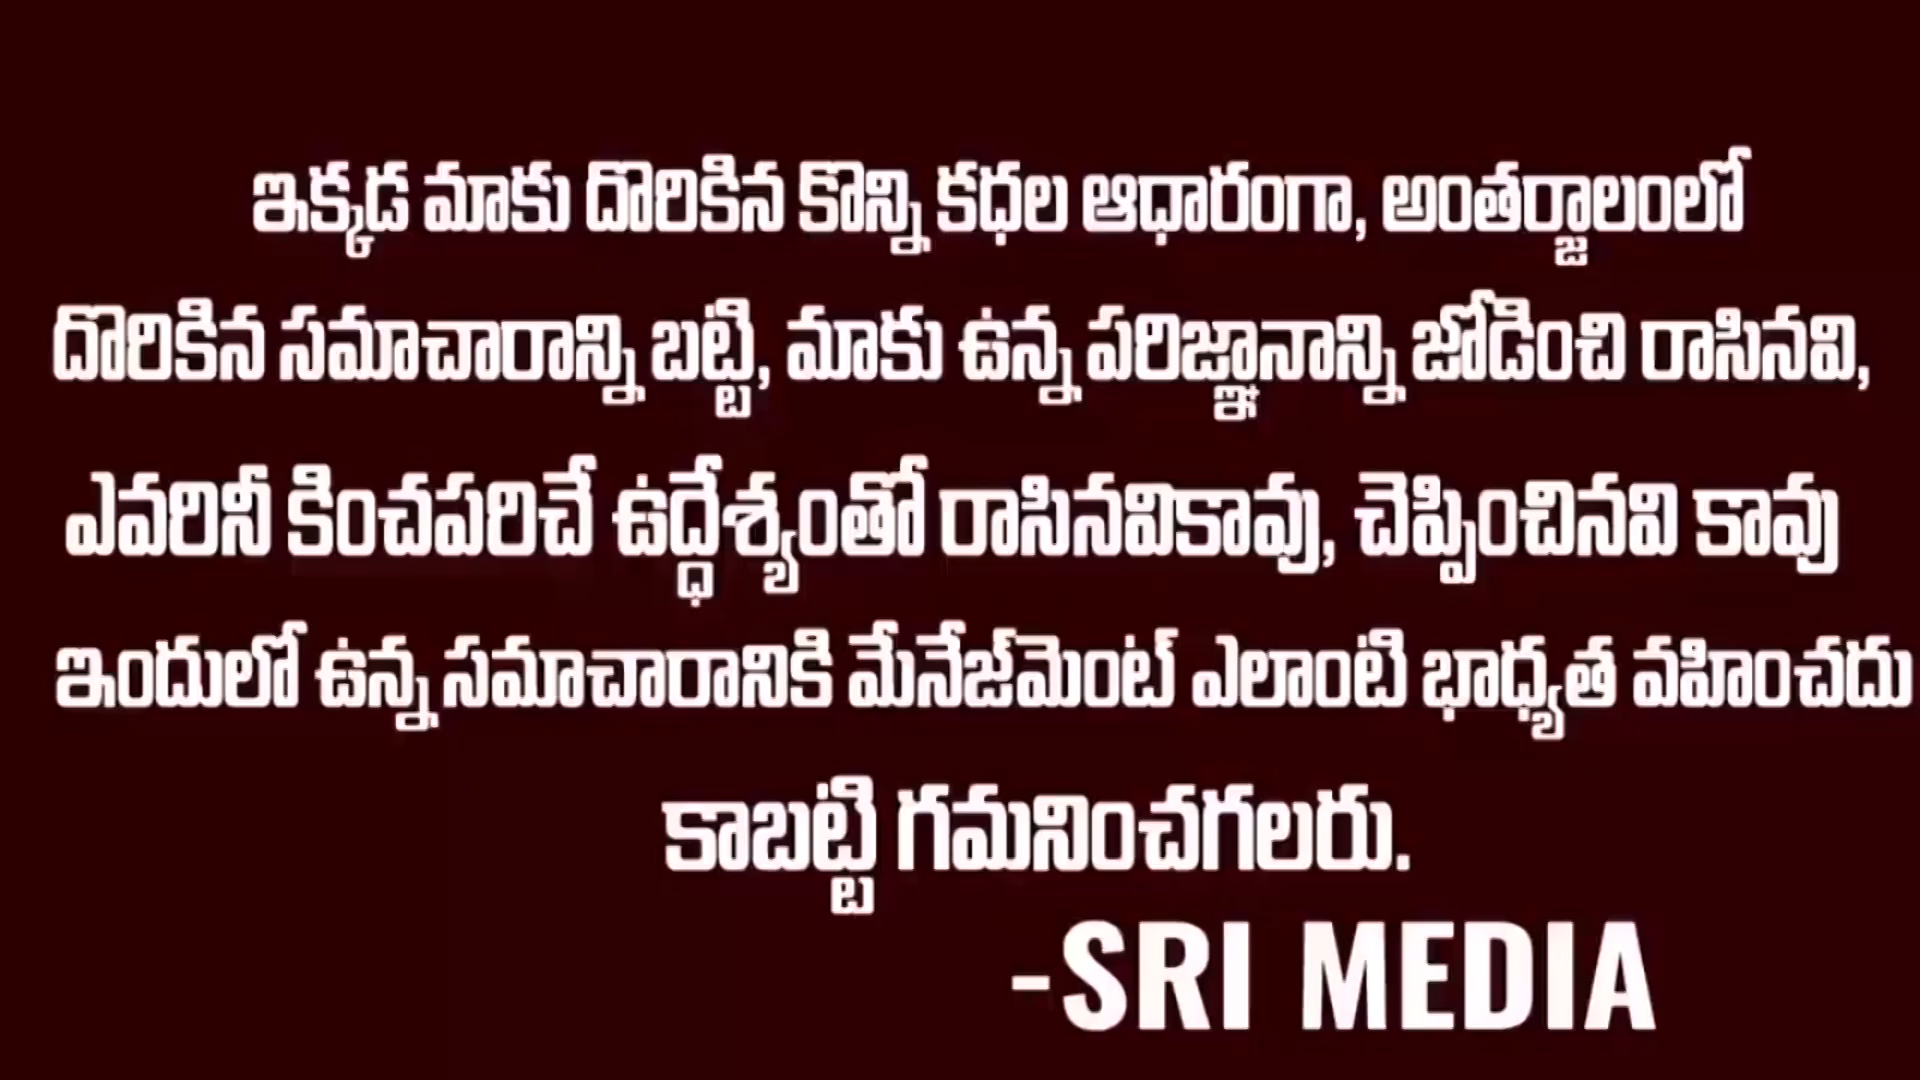 ఇక్కడ మాకు దొరికిన కొన్ని కధల ఆధారంగా, అంతర్జాలంలో
దొరికిన సమాచారాన్ని బట్టి, మాకు ఉన్న పరిజ్ఞానాన్ని జోడించి రాసినవి,
ఎవరినీ కించపరిచే ఉద్ధేశ్యంతో రాసినవికావు, చెప్పించినవి కావు
ఇందులో ఉన్న సమాచారానికి మేనేజ్‌మెంట్ ఎలాంటి భాధ్యత వహించదు
కాబట్టి గమనించగలరు.
-SRI MEDIA